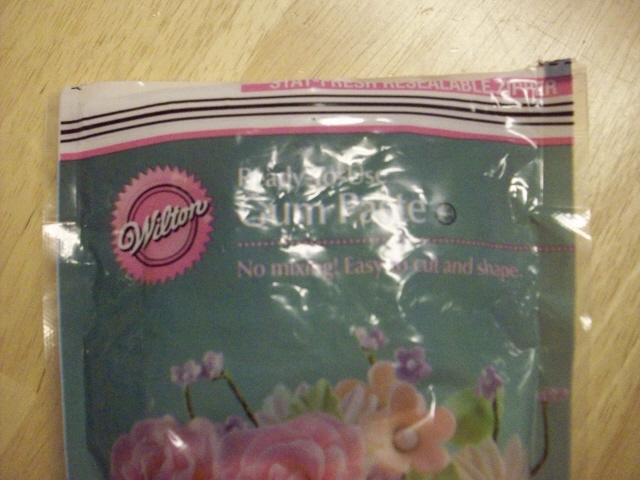 STAY-FRESH RESEALABLE ZIPPER
Wilton
Ready-To-Use
Gum Paste
No mixing! Easy to cut and shape.